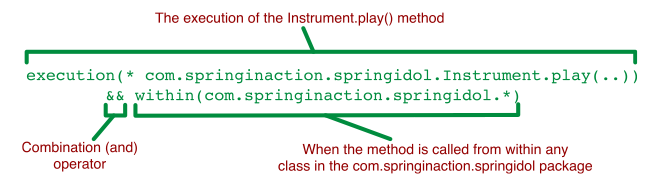 The execution of the Instrument.play() method
execution(* com.springinaction.springidol.Instrument.play(..))
&& within(com.springinaction.springidol.*)
Combination (and)
operator
When the method is called from within any
class in the com.springinaction.springidol package